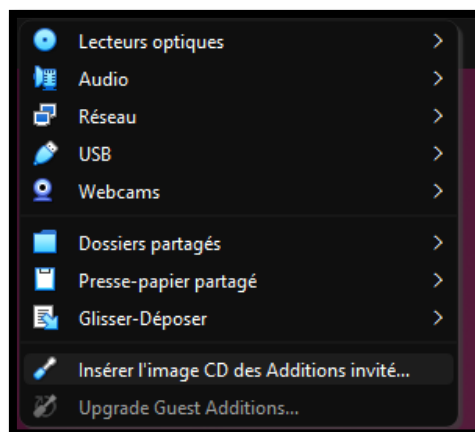 Lecteurs optiques
Audio
Réseau
USB
Webcams
Dossiers partagés
Presse-papier partagé
Glisser-Déposer
Insérer l'image CD des Additions invité...
Upgrade Guest Additions...